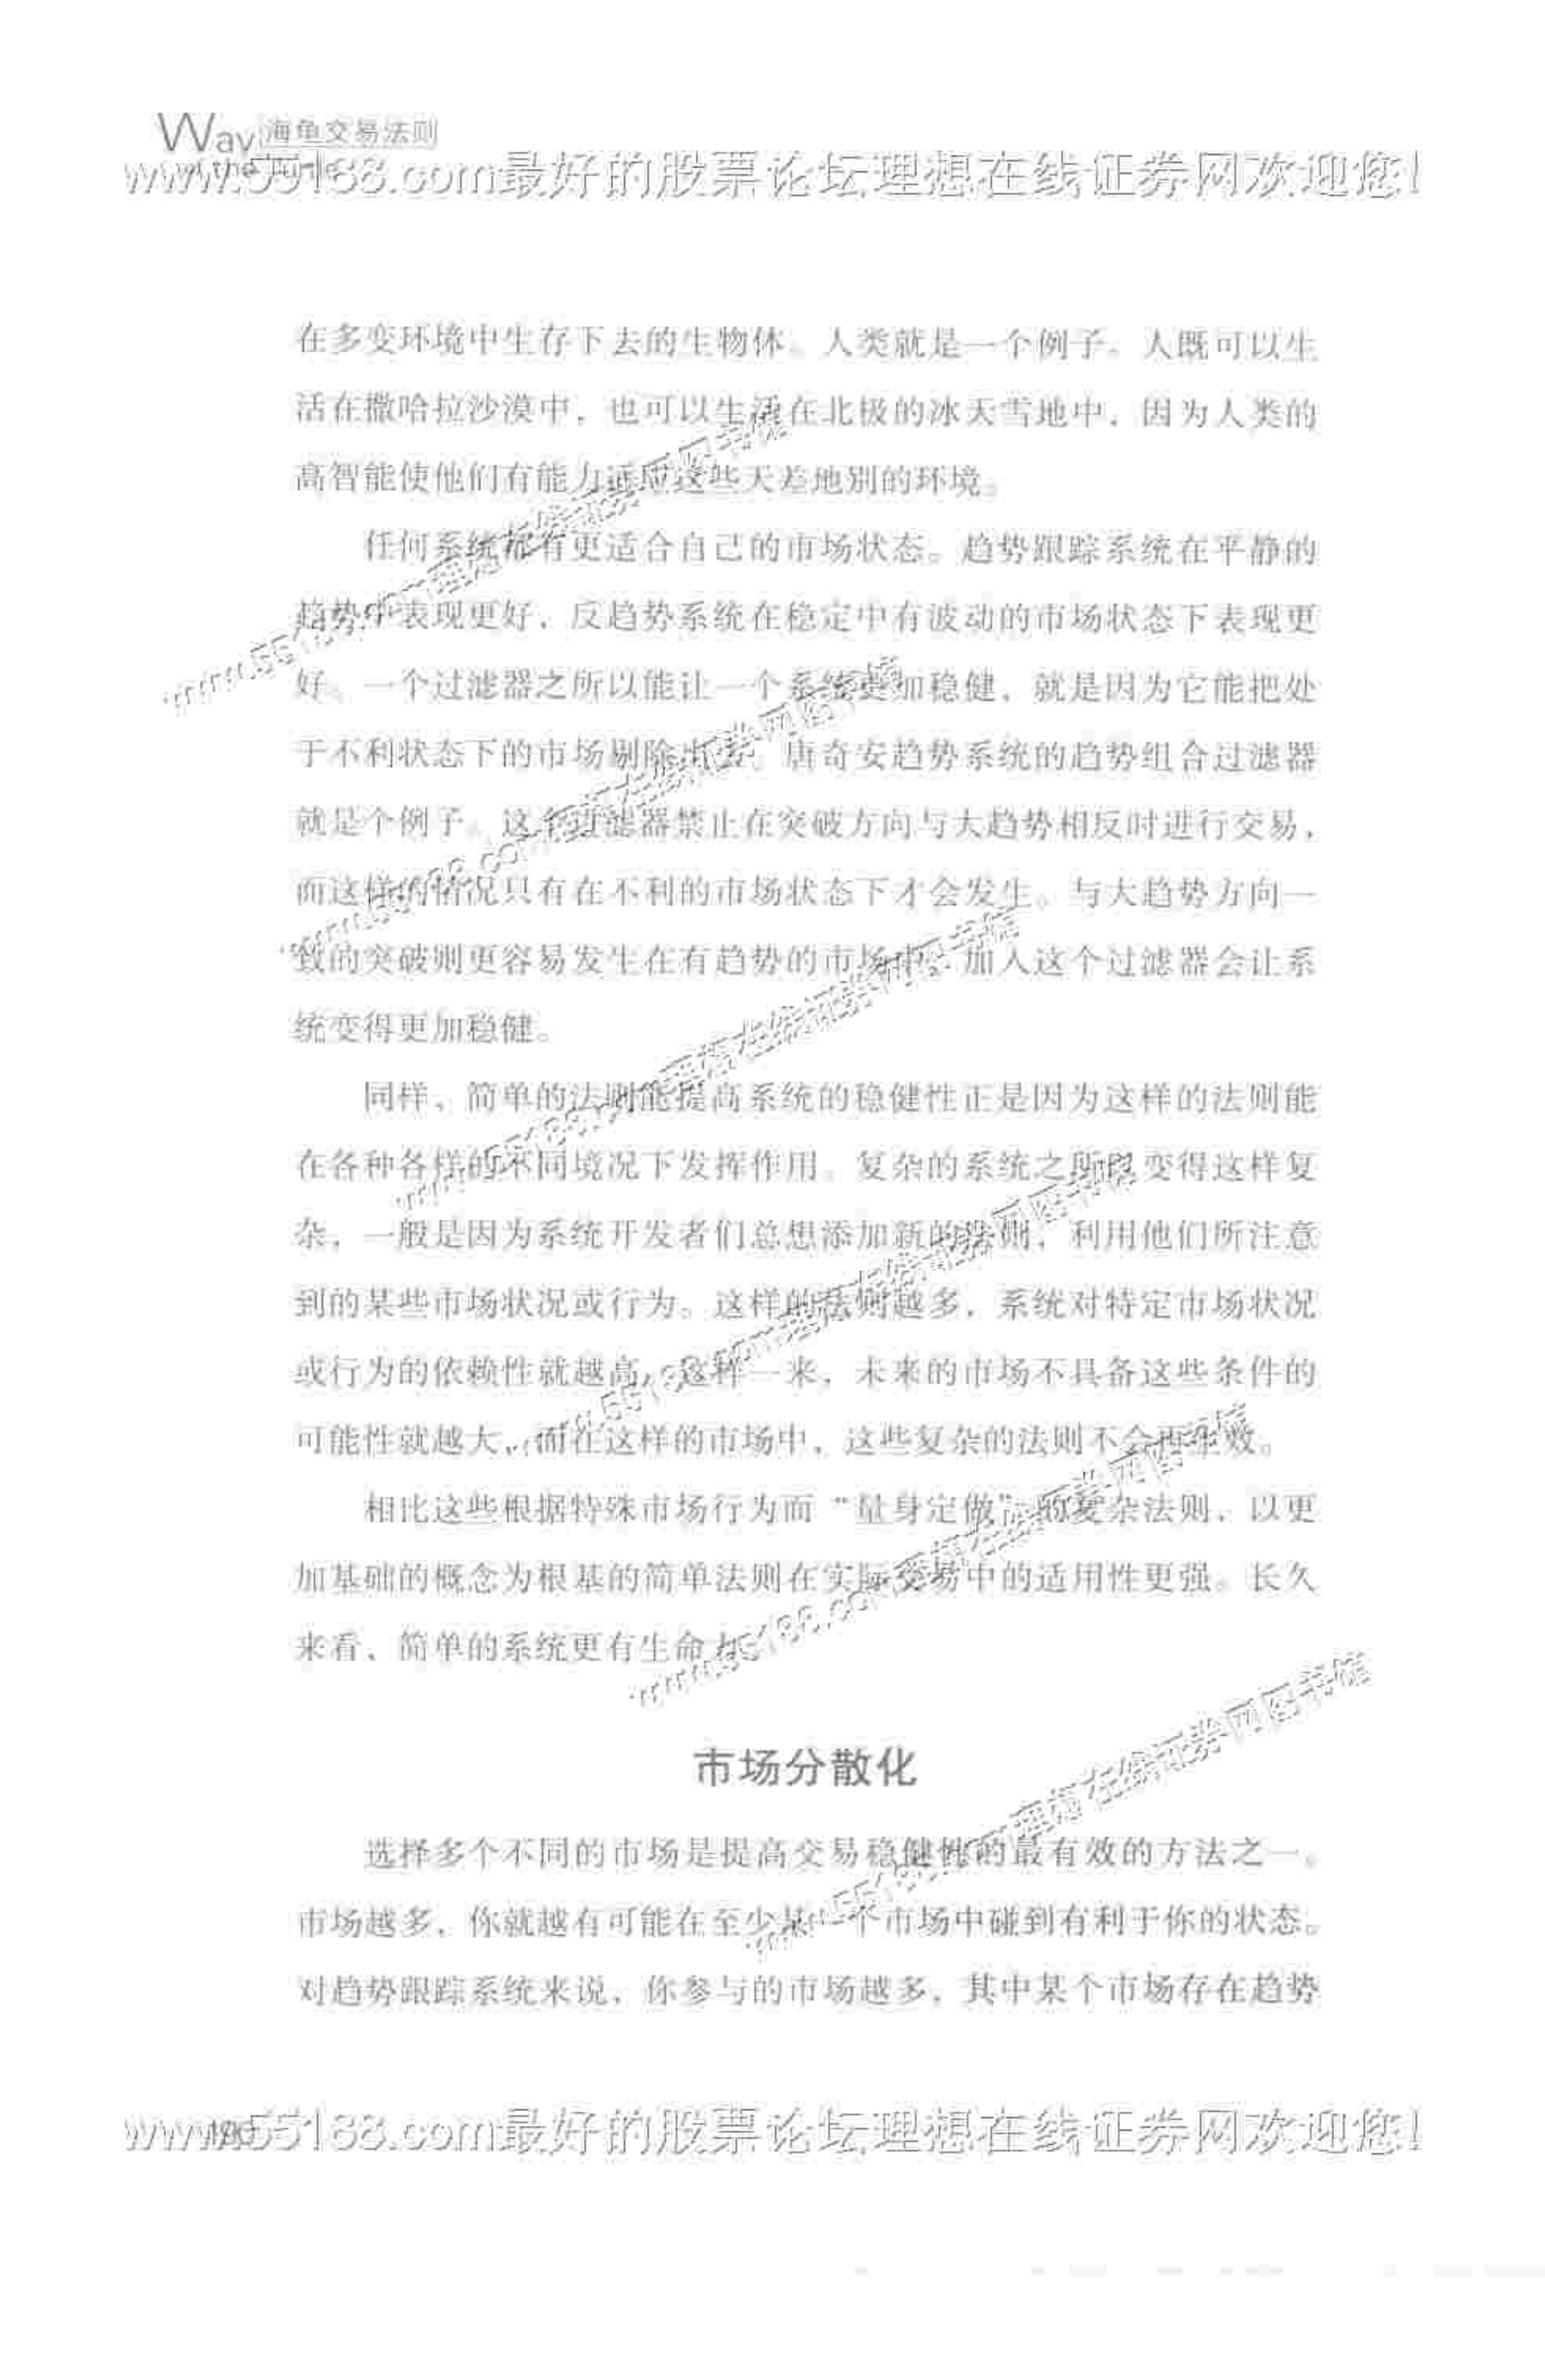 Way 海龟交易法则
of the Turtle
www.55188.com最好的股票论坛理想在线证券网欢迎您!
在多变环境中生存下去的生物体。人类就是一个例子。人既可以生
活在撒哈拉沙漠中，也可以生活在北极的冰天雪地中，因为人类的
高智能使他们有能力适应这些天差地别的环境。
任何系统都有更适合自己的市场状态。趋势跟踪系统在平静的
趋势中表现更好，反趋势系统在稳定中有波动的市场状态下表现更
好。一个过滤器之所以能让一个系统更加稳健，就是因为它能把处
于不利状态下的市场剔除出去。唐奇安趋势系统的趋势组合过滤器
就是个例子。这个过滤器禁止在突破方向与大趋势相反时进行交易，
而这样的情况只有在不利的市场状态下才会发生。与大趋势方向一
致的突破则更容易发生在有趋势的市场中。加入这个过滤器会让系
统变得更加稳健。
同样，简单的法则能提高系统的稳健性正是因为这样的法则能
在各种各样的不同境况下发挥作用。复杂的系统之所以变得这样复
杂，一般是因为系统开发者们总想添加新的法则，利用他们所注意
到的某些市场状况或行为。这样的法则越多，系统对特定市场状况
或行为的依赖性就越高。这样一来，未来的市场不具备这些条件的
可能性就越大，而在这样的市场中，这些复杂的法则不会再生效。
相比这些根据特殊市场行为而“量身定做”的复杂法则，以更
加基础的概念为根基的简单法则在实际交易中的适用性更强。长久
来看，简单的系统更有生命力。
市场分散化
选择多个不同的市场是提高交易稳健性的最有效的方法之一。
市场越多，你就越有可能在至少某一个市场中碰到有利于你的状态。
对趋势跟踪系统来说，你参与的市场越多，其中某个市场存在趋势
www.55188.com最好的股票论坛理想在线证券网欢迎您!